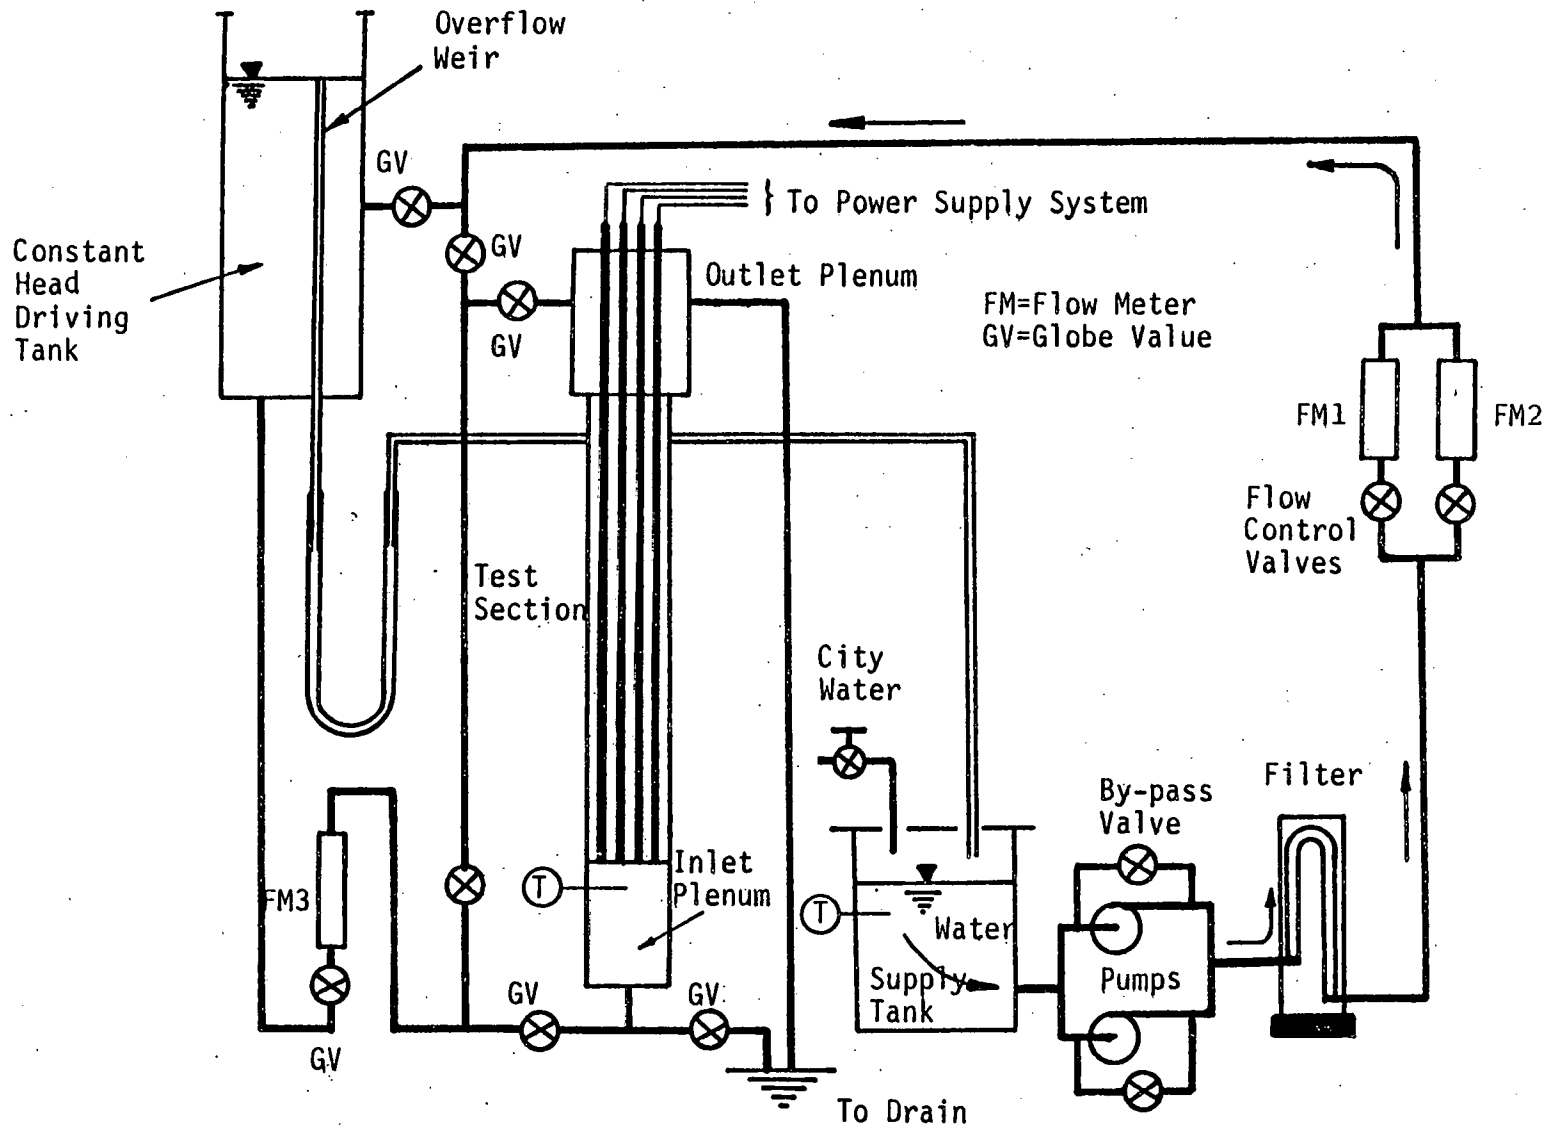 Overflow
Weir
GV
} To Power Supply System
Constant
Head
Driving
Tank
GV
Outlet Plenum
GV
FM=Flow Meter
GV=Globe Value
FM1
FM2
Flow
Control
Valves
Test
Section
City
Water
By-pass
Valve
Filter
Inlet
Plenum
T
FM3
T
Water
Supply
Tank
Pumps
GV
GV
GV
To Drain